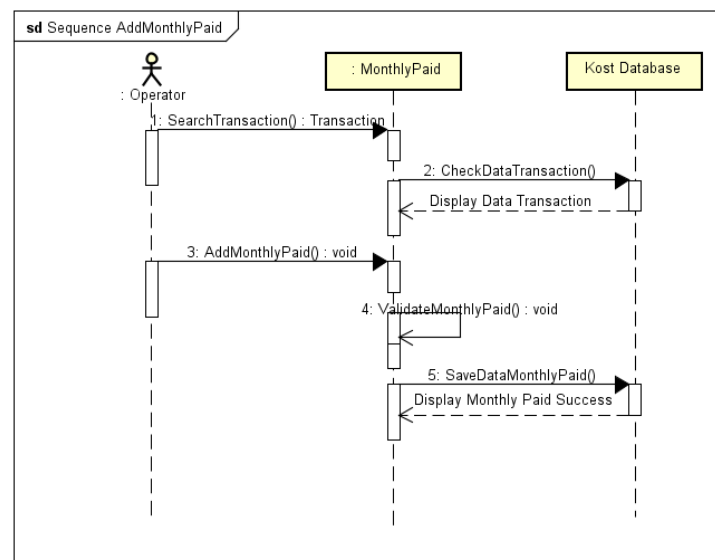 sd Sequence AddMonthlyPaid
: Operator
: MonthlyPaid
Kost Database
1: SearchTransaction() : Transaction
2: CheckDataTransaction()
Display Data Transaction
3: AddMonthlyPaid() : void
4: ValidateMonthlyPaid() : void
5: SaveDataMonthlyPaid()
Display Monthly Paid Success